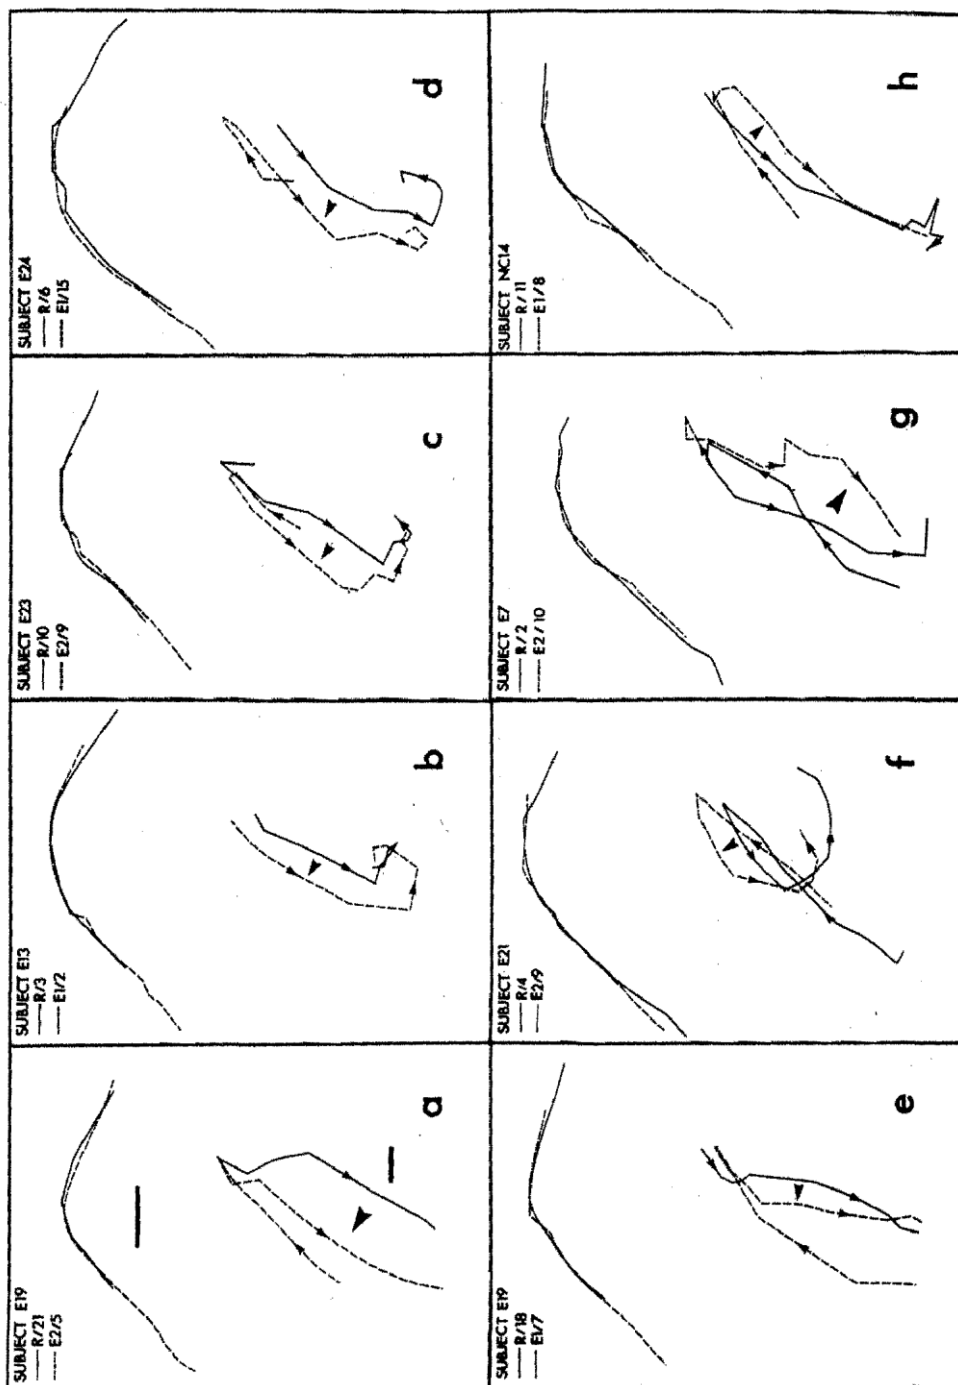 SUBJECT E19
R/21
E2/5
a
SUBJECT E13
R/3
E1/2
b
SUBJECT E23
R/10
E2/9
c
SUBJECT E24
R/6
E1/15
d
SUBJECT E19
R/18
E1/7
e
SUBJECT E21
R/4
E2/9
f
SUBJECT E7
R/2
E2/10
g
SUBJECT NC14
R/11
E1/8
h